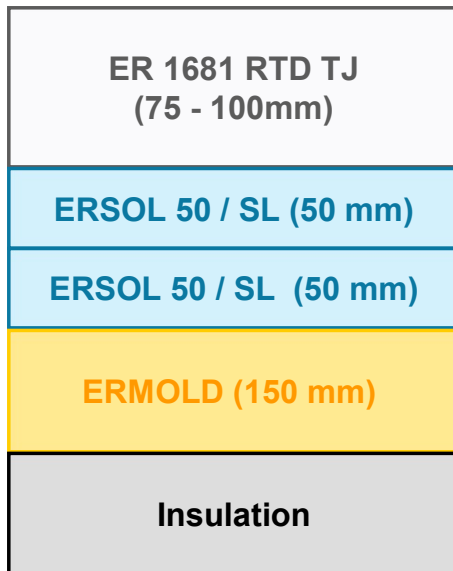 ER 1681 RTD TJ
(75 - 100mm)
ERSOL 50 / SL (50 mm)
ERSOL 50 / SL (50 mm)
ERMOLD (150 mm)
Insulation